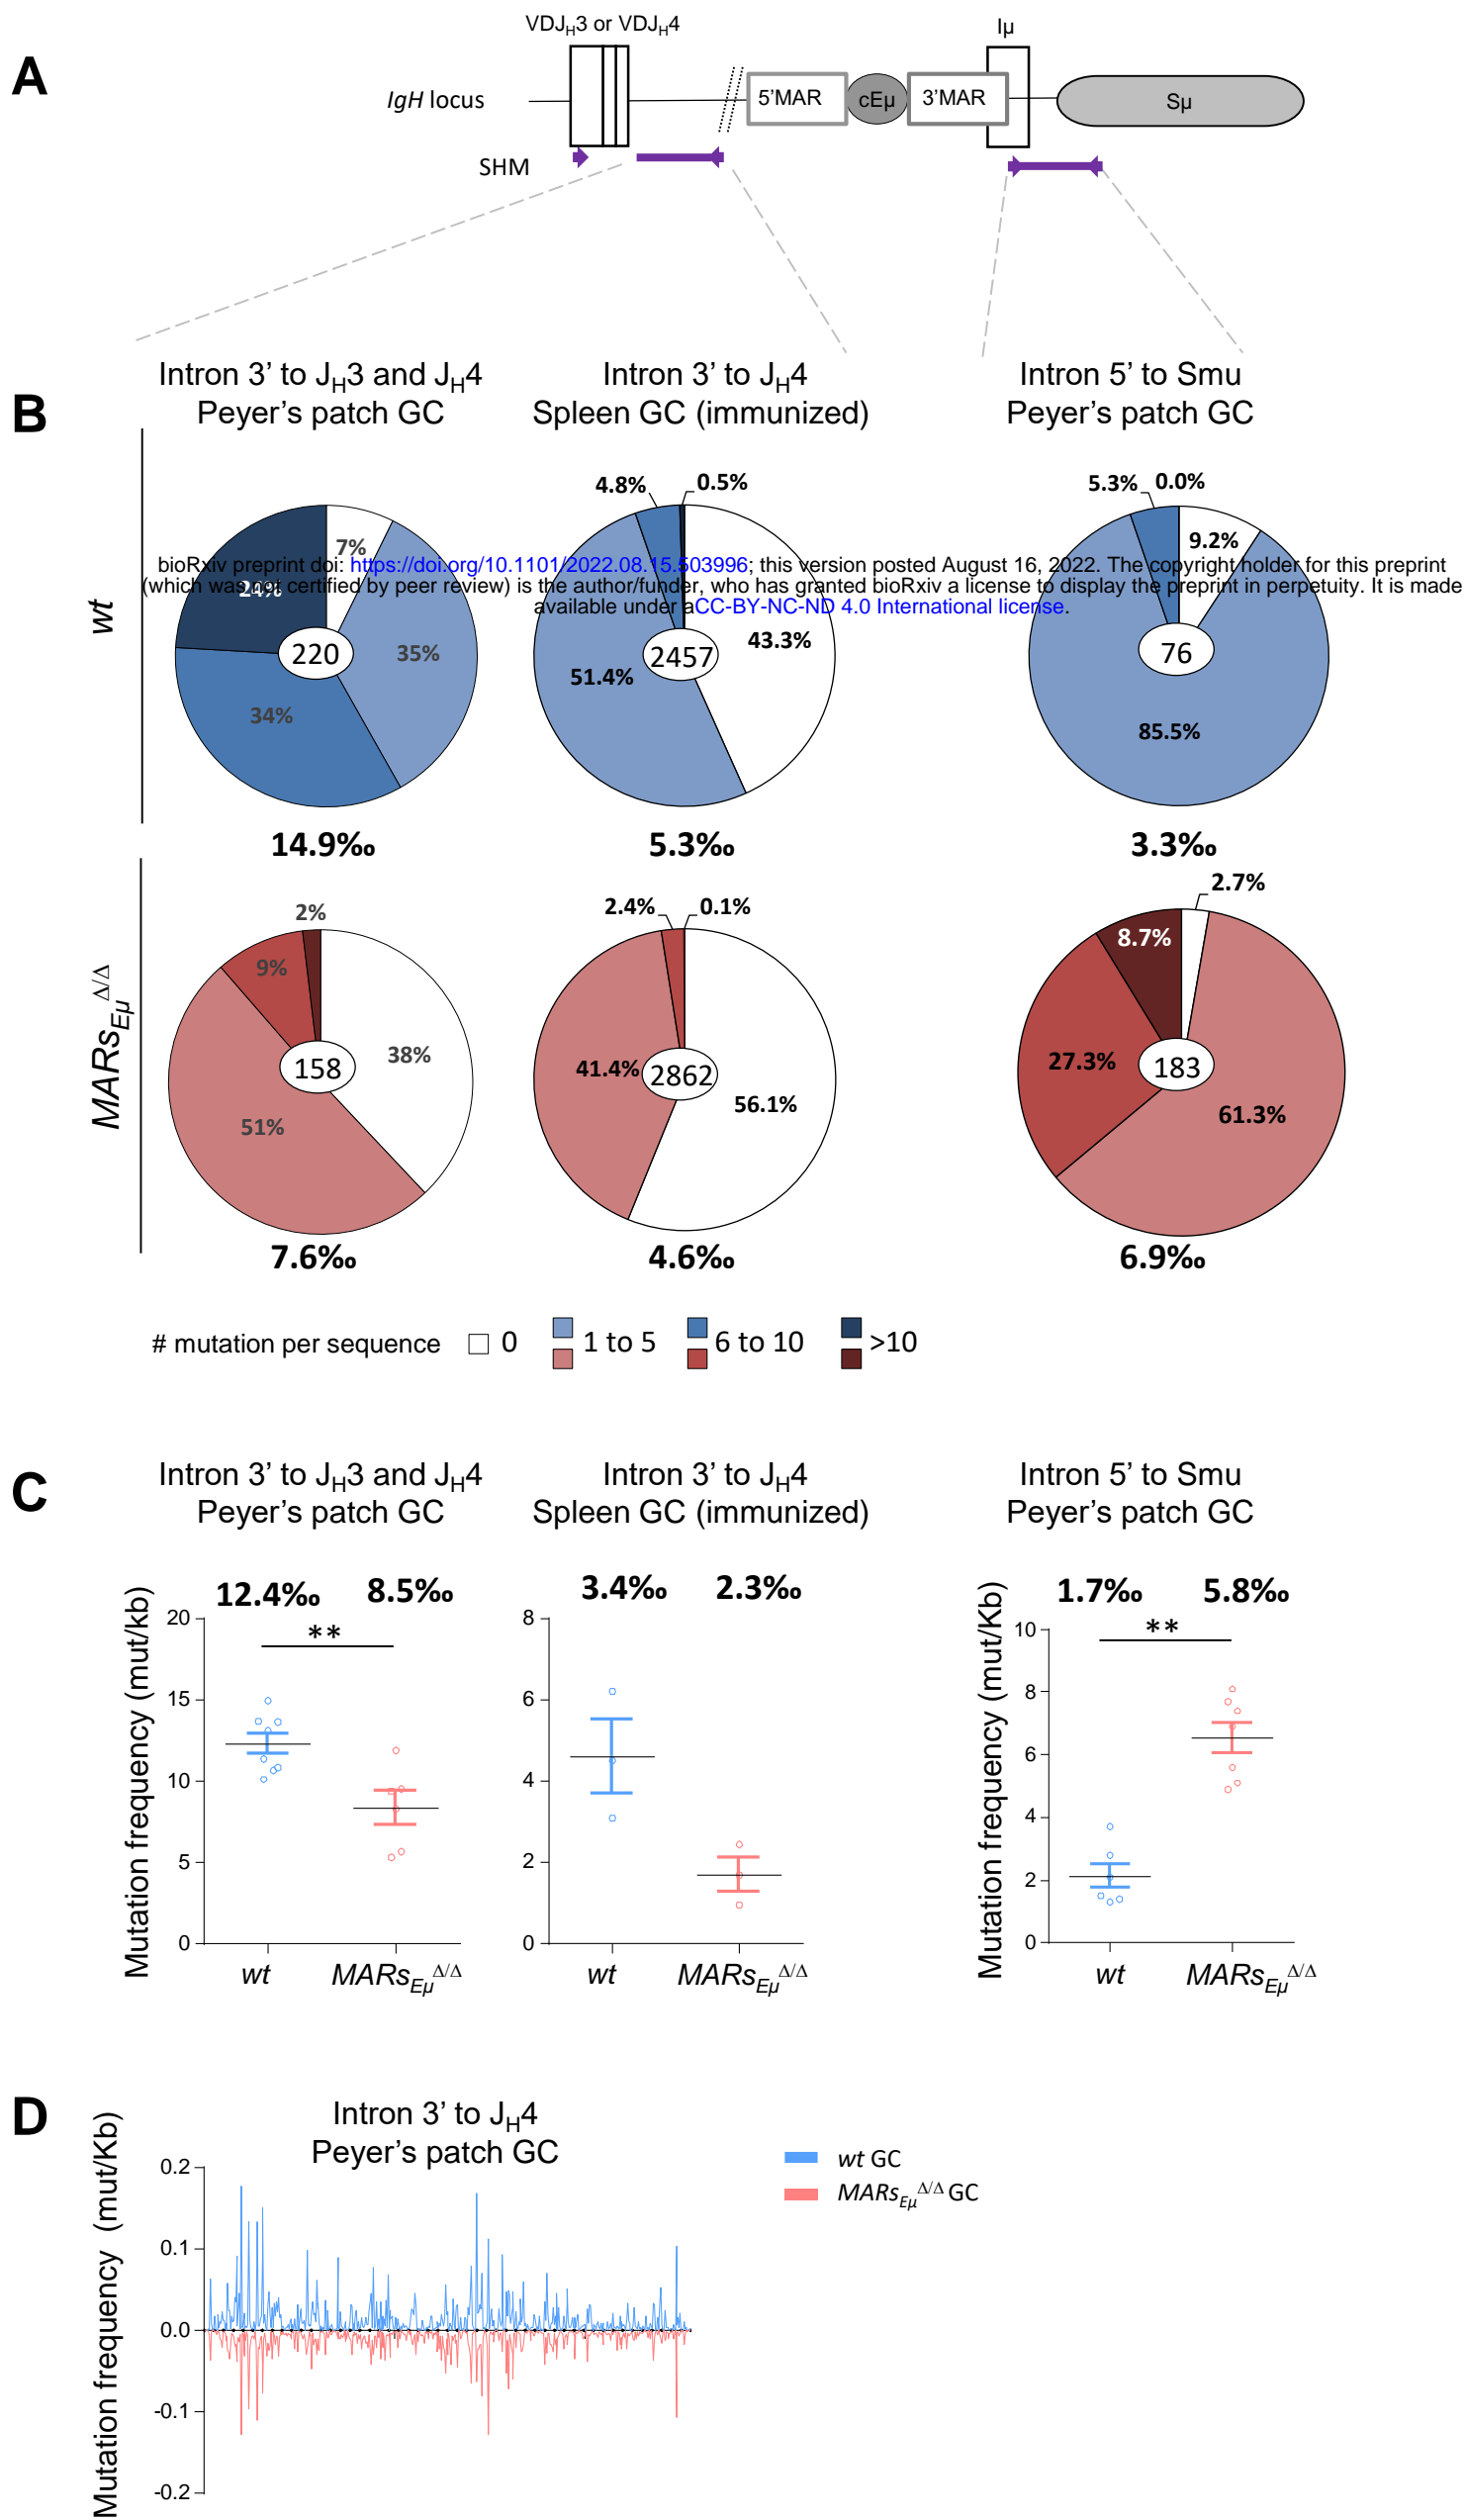 A
VDJH3 or VDJH4
Iµ
IgH locus
5'MAR
cEµ
3'MAR
Sµ
SHM
B
Intron 3' to JH3 and JH4
Peyer's patch GC
Intron 3' to JH4
Spleen GC (immunized)
Intron 5' to Smu
Peyer's patch GC
wt
7%
35%
34%
24%
220
14.9‰
4.8%
0.5%
43.3%
51.4%
2457
5.3‰
5.3%
0.0%
9.2%
85.5%
76
3.3‰
bioRxiv preprint doi: https://doi.org/10.1101/2022.08.15.503996; this version posted August 16, 2022. The copyright holder for this preprint
(which was not certified by peer review) is the author/funder, who has granted bioRxiv a license to display the preprint in perpetuity. It is made
available under aCC-BY-NC-ND 4.0 International license.
MARsEµ Δ/Δ
2%
9%
38%
51%
158
7.6‰
2.4%
0.1%
41.4%
56.1%
2862
4.6‰
2.7%
8.7%
27.3%
61.3%
183
6.9‰
# mutation per sequence
0
1 to 5
6 to 10
>10
C
Intron 3' to JH3 and JH4
Peyer's patch GC
Intron 3' to JH4
Spleen GC (immunized)
Intron 5' to Smu
Peyer's patch GC
Mutation frequency (mut/kb)
12.4‰
8.5‰
**
20
15
10
5
0
wt
MARsEµ Δ/Δ
Mutation frequency (mut/kb)
3.4‰
2.3‰
8
6
4
2
0
wt
MARsEµ Δ/Δ
Mutation frequency (mut/Kb)
1.7‰
5.8‰
**
10
8
6
4
2
0
wt
MARsEµ Δ/Δ
D
Intron 3' to JH4
Peyer's patch GC
Mutation frequency (mut/Kb)
0.2
0.1
0.0
-0.1
-0.2
wt GC
MARsEµ Δ/Δ GC